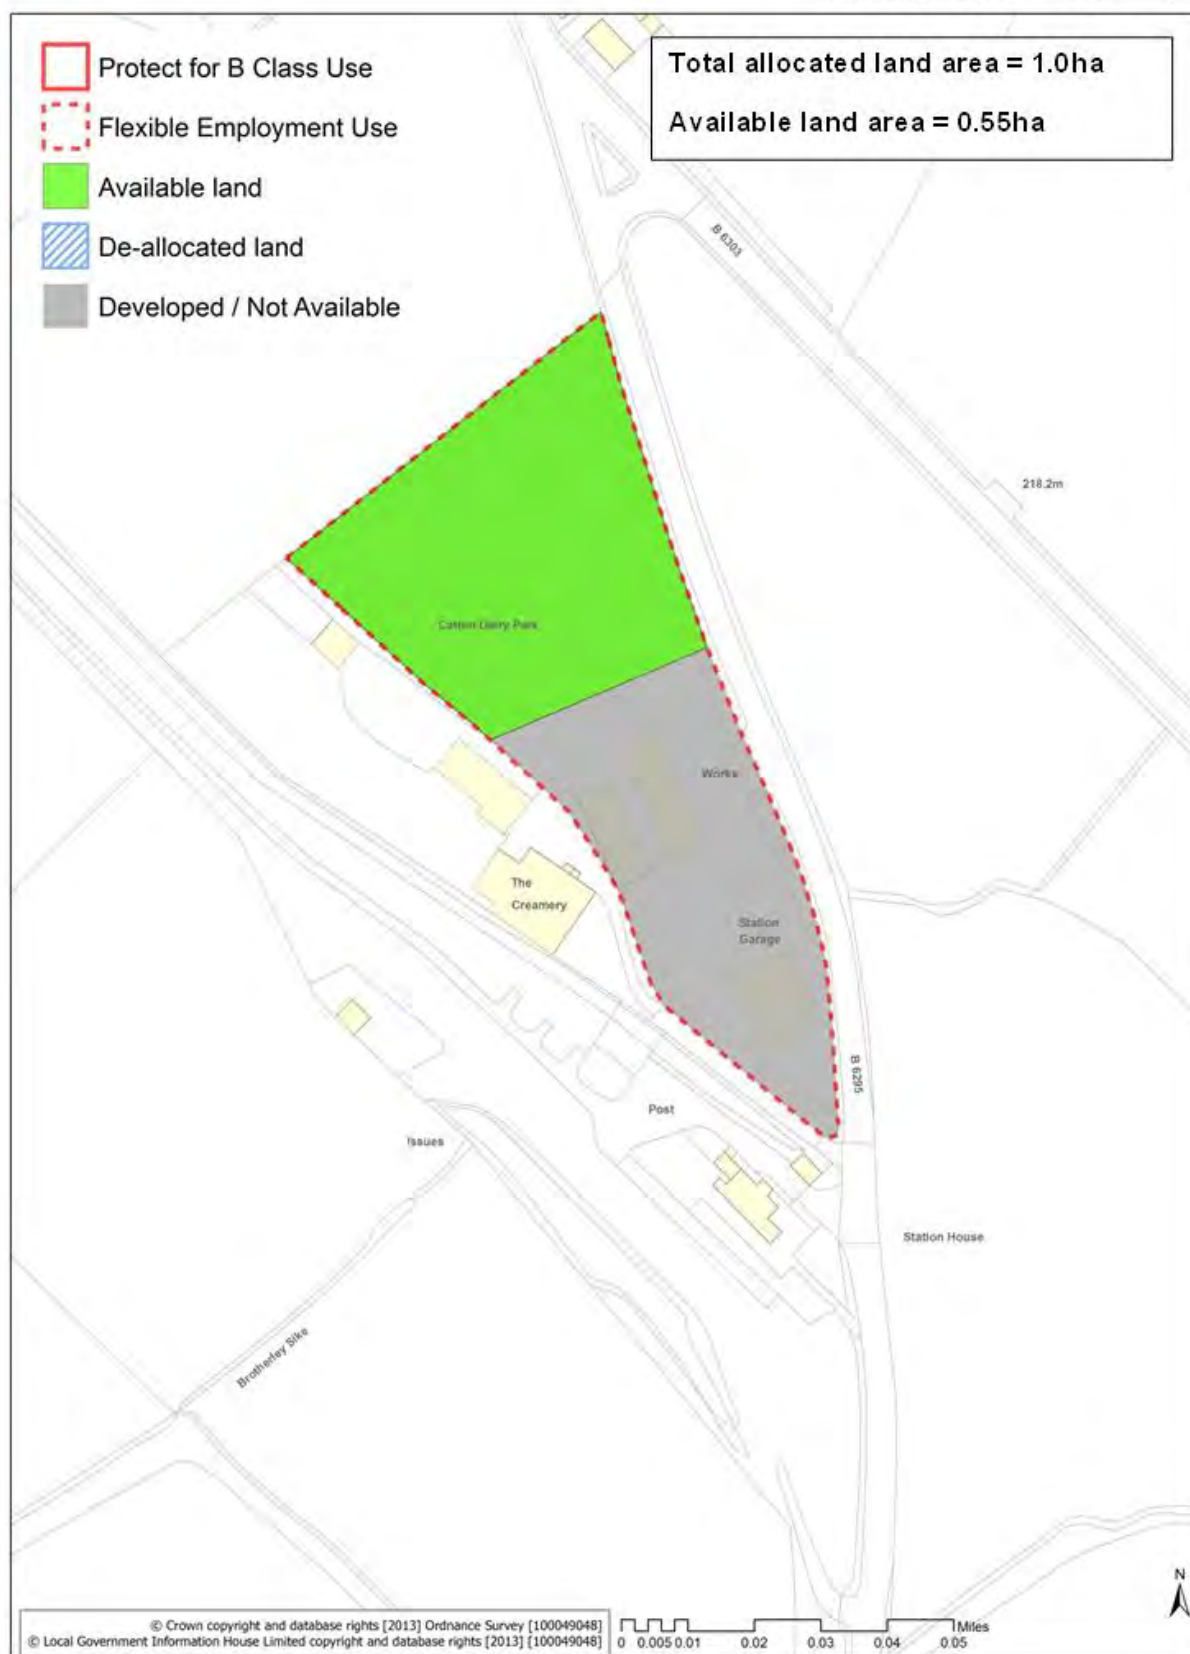 Protect for B Class Use
Flexible Employment Use
Available land
De-allocated land
Developed / Not Available
Total allocated land area = 1.0ha
Available land area = 0.55ha
B 6303
218.2m
Catton Dairy Park
Works
The
Creamery
Station
Garage
B 6295
Post
Issues
Station House
Brotherley Sike
N
© Crown copyright and database rights [2013] Ordnance Survey [100049048]
© Local Government Information House Limited copyright and database rights [2013] [100049048]
Miles
0 0.005 0.01 0.02 0.03 0.04 0.05